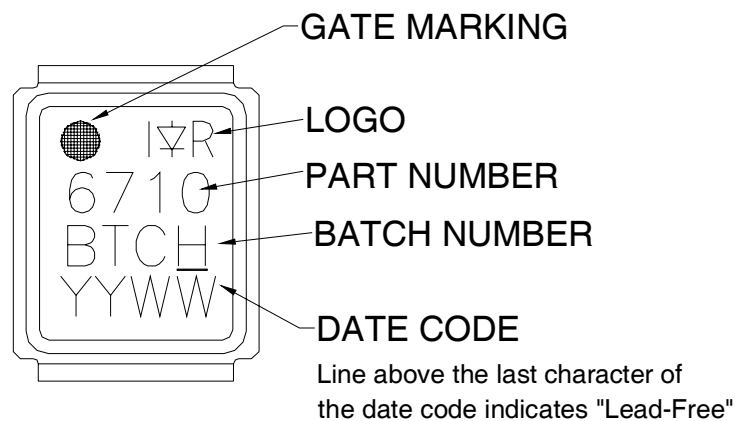 GATE MARKING
I R
LOGO
6710
PART NUMBER
BTCH
BATCH NUMBER
YYWW
DATE CODE
Line above the last character of
the date code indicates "Lead-Free"